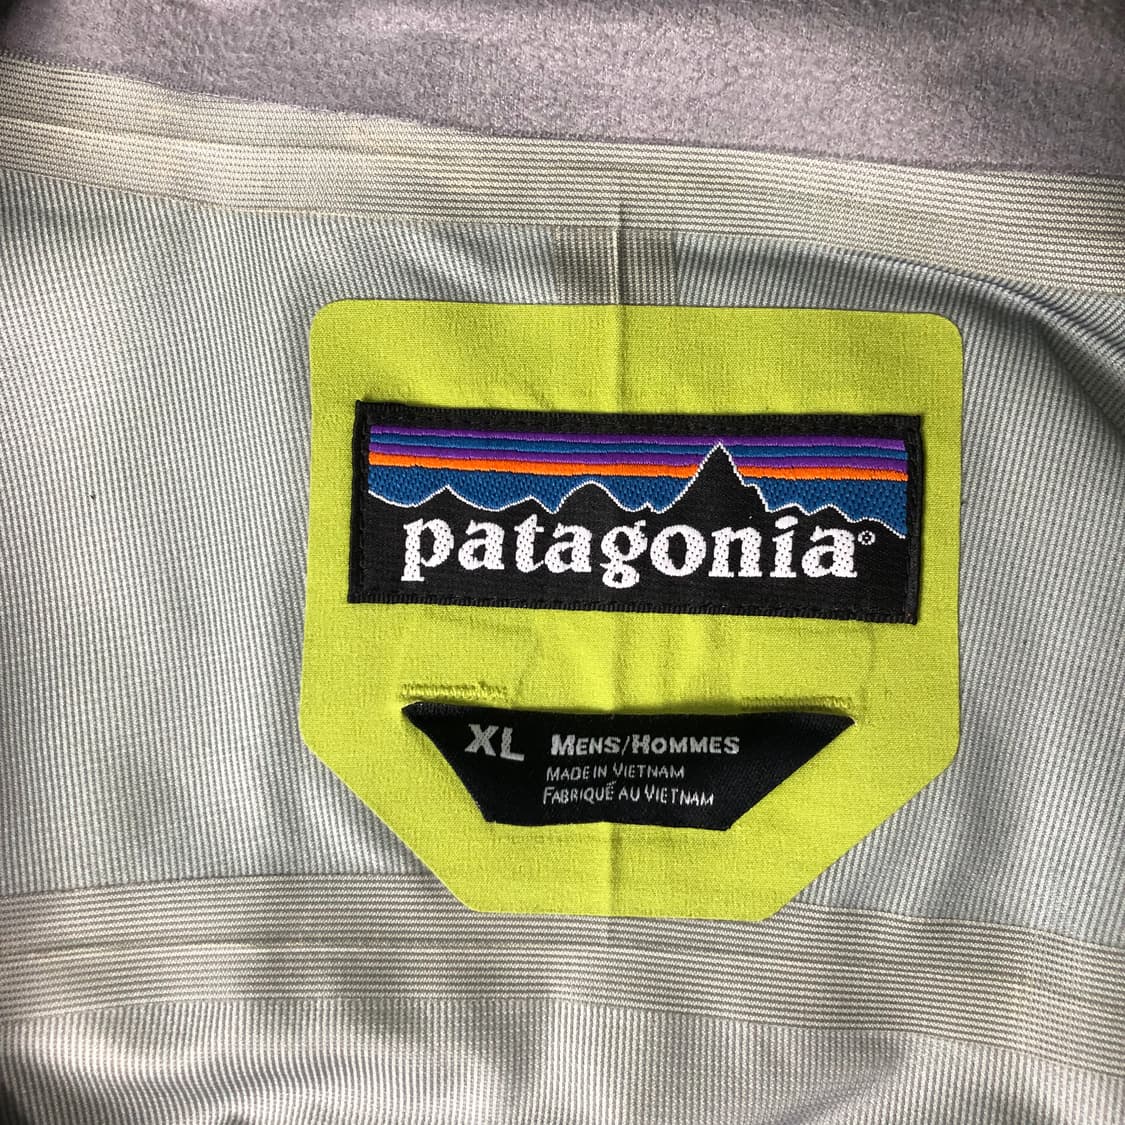 patagonia®
XL MENS/HOMMES
MADE IN VIETNAM
FABRIQUÉ AU VIETNAM